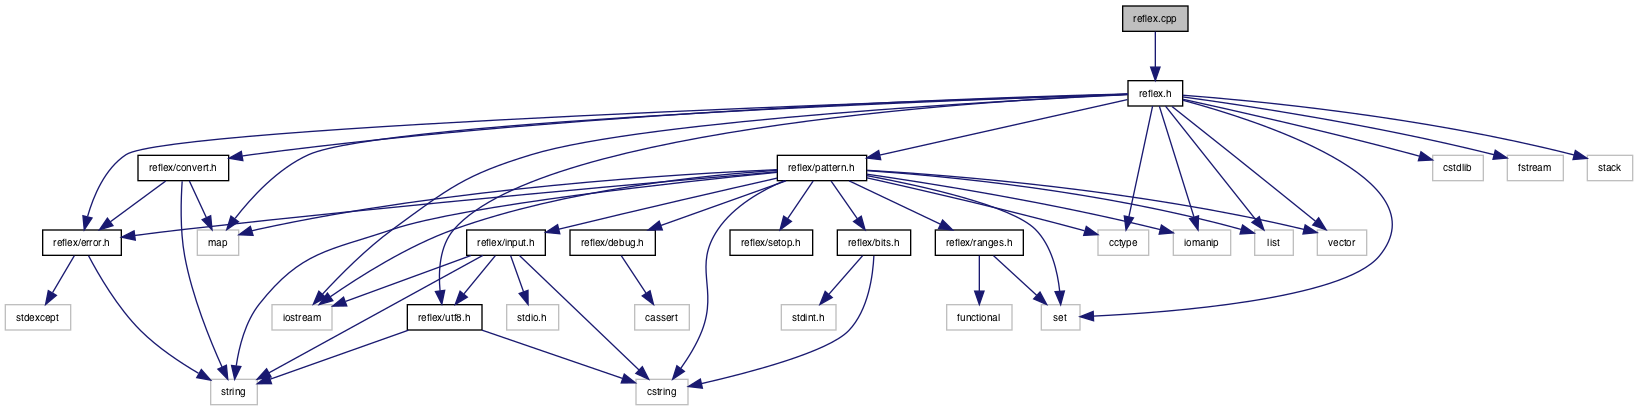 reflex.cpp
reflex.h
reflex/convert.h
reflex/pattern.h
cstdlib
fstream
stack
reflex/error.h
map
reflex/input.h
reflex/debug.h
reflex/setop.h
reflex/bits.h
reflex/ranges.h
cctype
iomanip
list
vector
stdexcept
iostream
reflex/utf8.h
stdio.h
cassert
stdint.h
functional
set
string
cstring